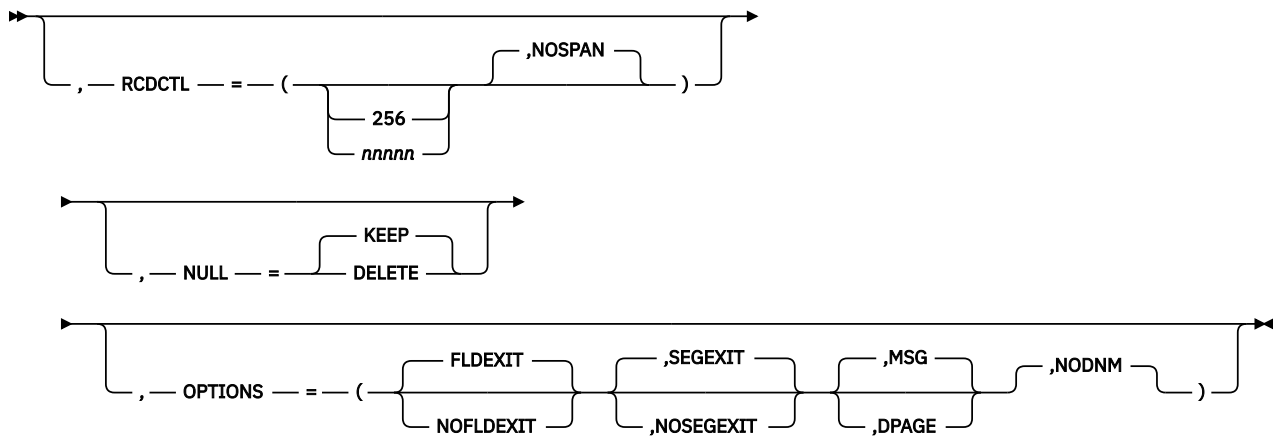 ,NOSPAN
, RCDCTL = ( )
256
nnnnn
KEEP
, NULL = DELETE
FLDEXIT ,SEGEXIT ,MSG ,NODNM
, OPTIONS = ( )
NOFLDEXIT ,NOSEGEXIT ,DPAGE